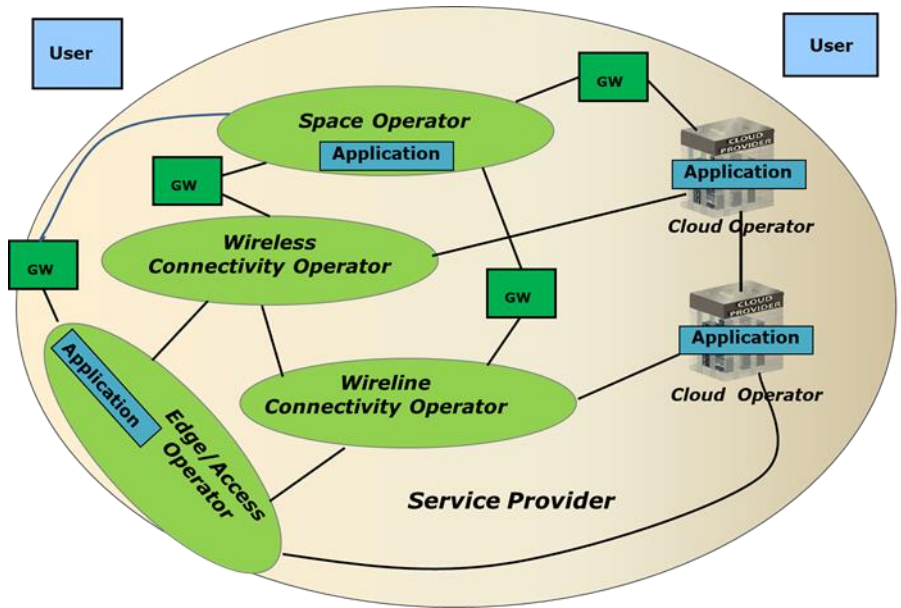 User
User
GW
Space Operator
Application
CLOUD
PROVIDER
Application
Cloud Operator
GW
Wireless
Connectivity Operator
GW
GW
CLOUD
PROVIDER
Application
Cloud Operator
Application
Edge/Access
Operator
Wireline
Connectivity Operator
Service Provider